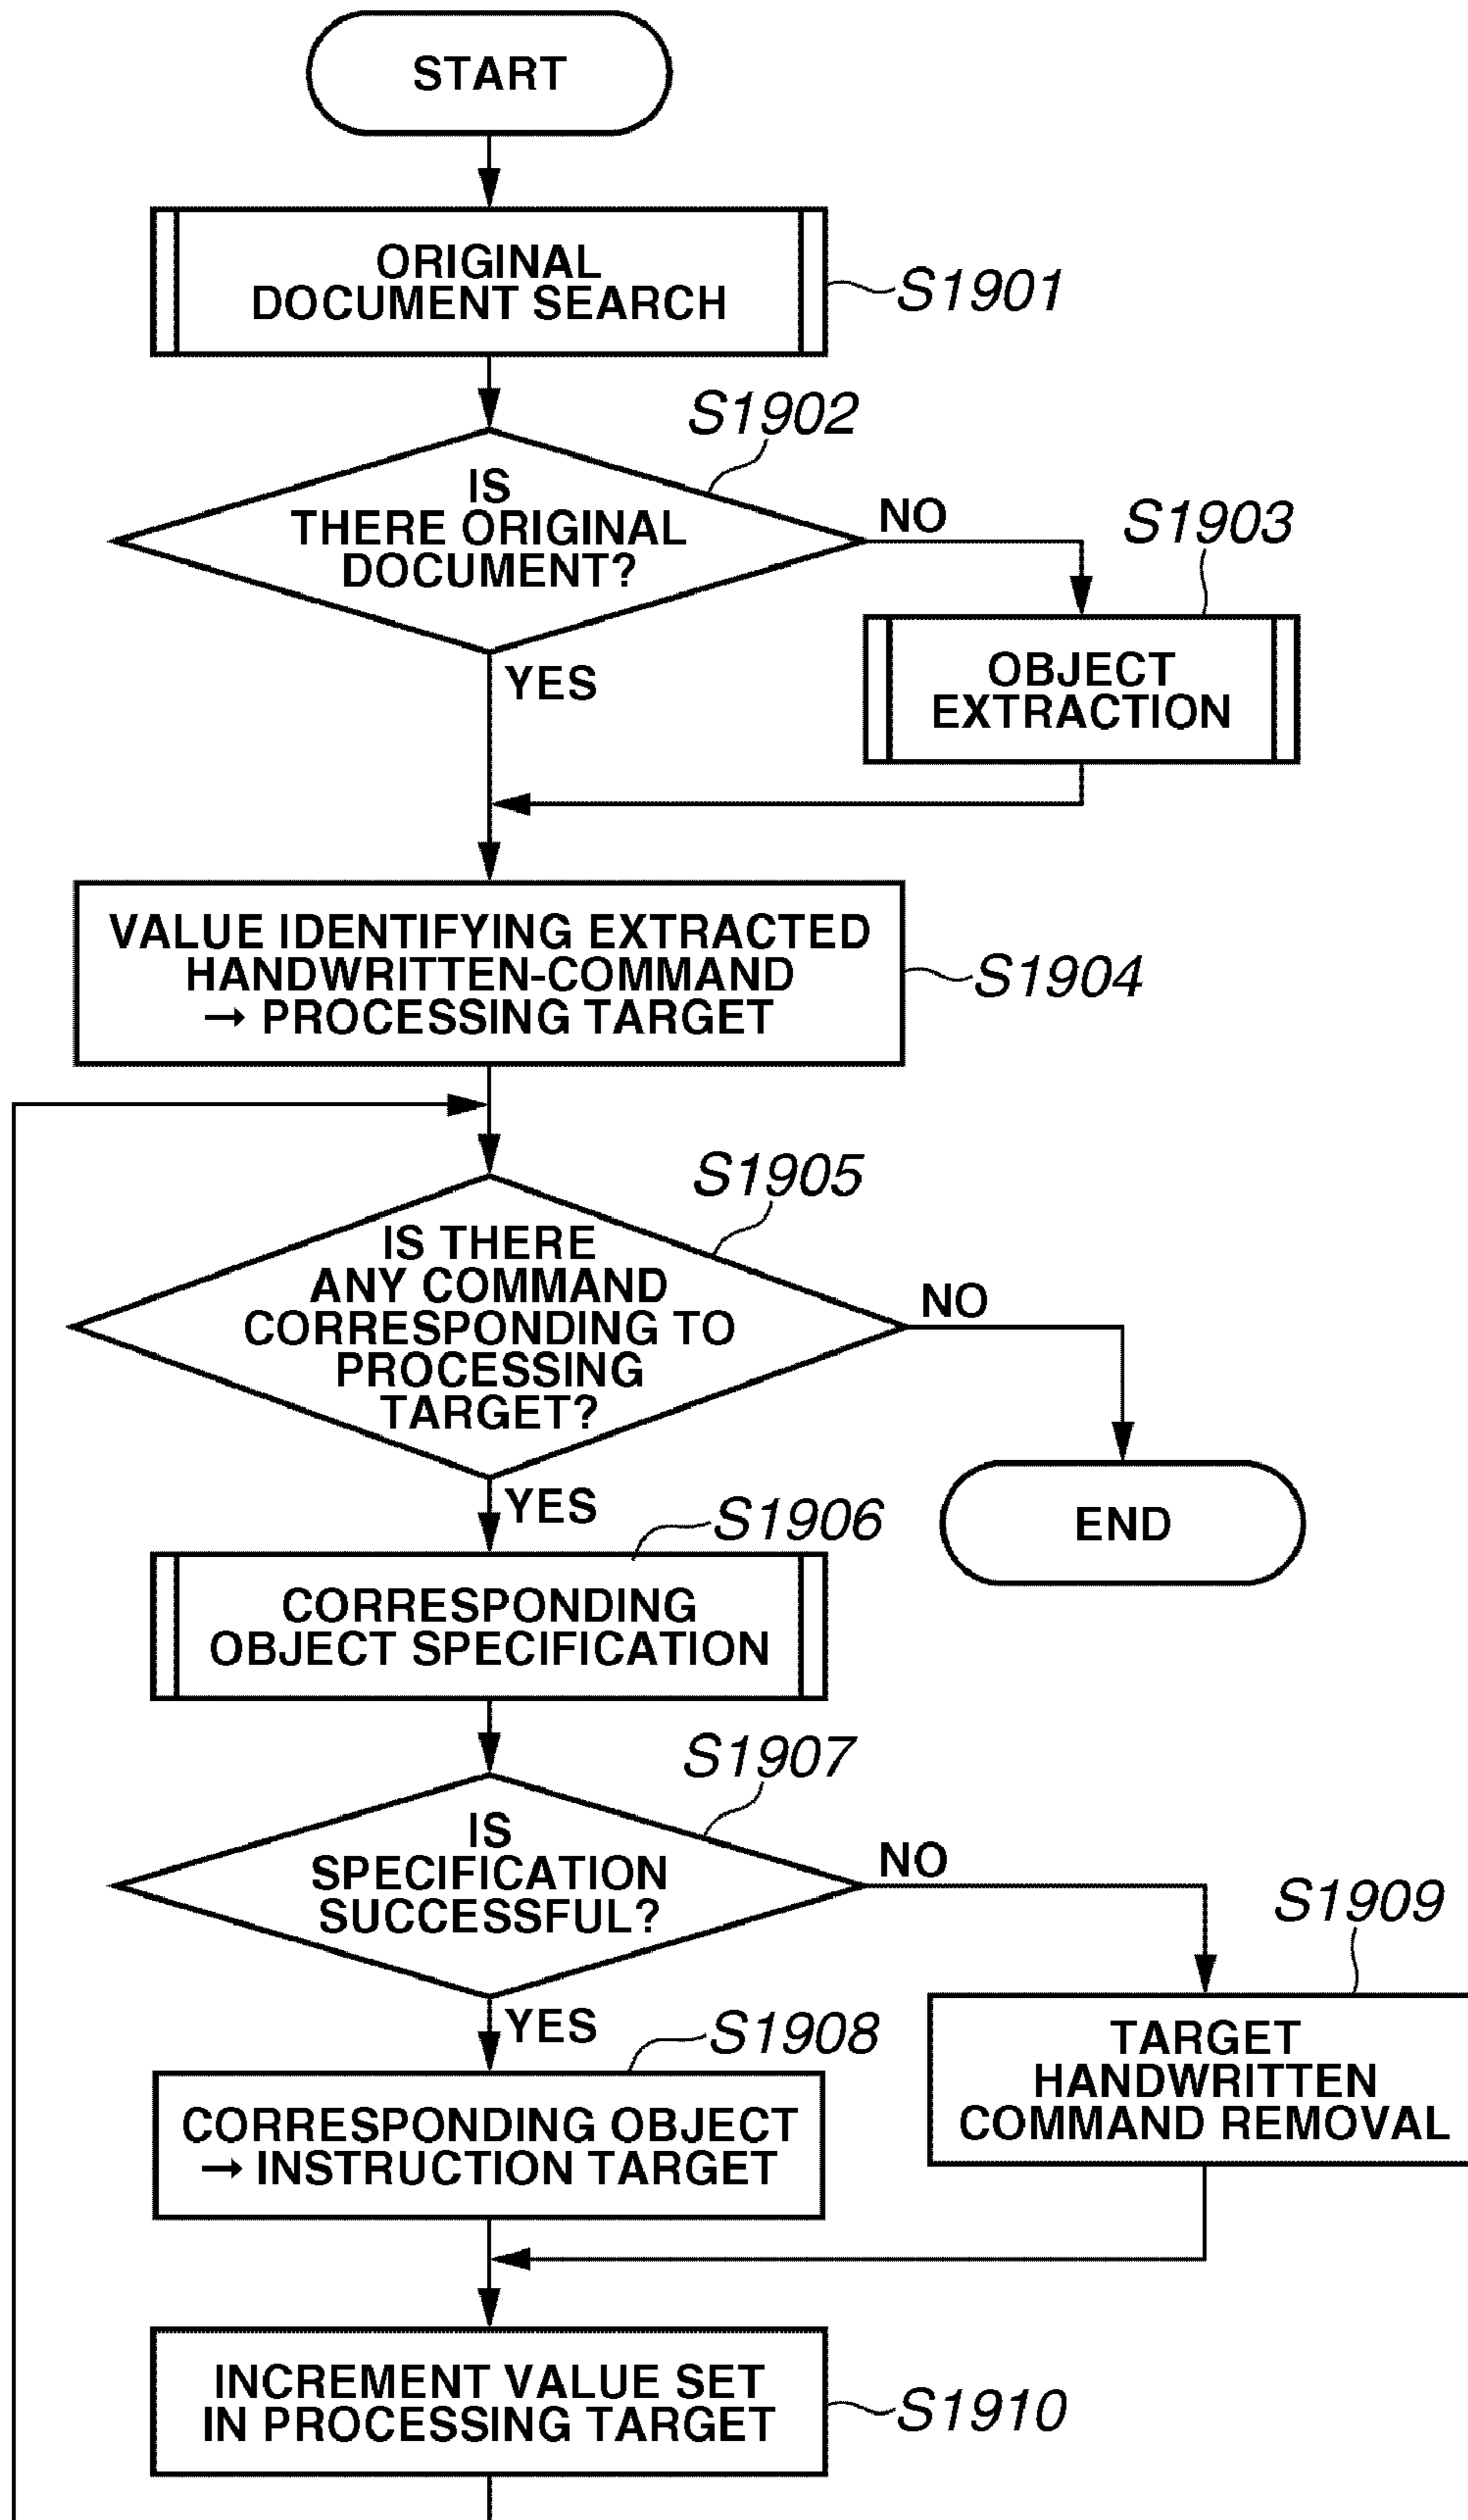 START
ORIGINAL
DOCUMENT SEARCH
S1901
S1902
IS
THERE ORIGINAL
DOCUMENT?
NO
YES
S1903
OBJECT
EXTRACTION
VALUE IDENTIFYING EXTRACTED
HANDWRITTEN-COMMAND
→ PROCESSING TARGET
S1904
S1905
IS THERE
ANY COMMAND
CORRESPONDING TO
PROCESSING
TARGET?
NO
YES
END
S1906
CORRESPONDING
OBJECT SPECIFICATION
S1907
IS
SPECIFICATION
SUCCESSFUL?
NO
YES
S1909
TARGET
HANDWRITTEN
COMMAND REMOVAL
S1908
CORRESPONDING OBJECT
→ INSTRUCTION TARGET
INCREMENT VALUE SET
IN PROCESSING TARGET
S1910